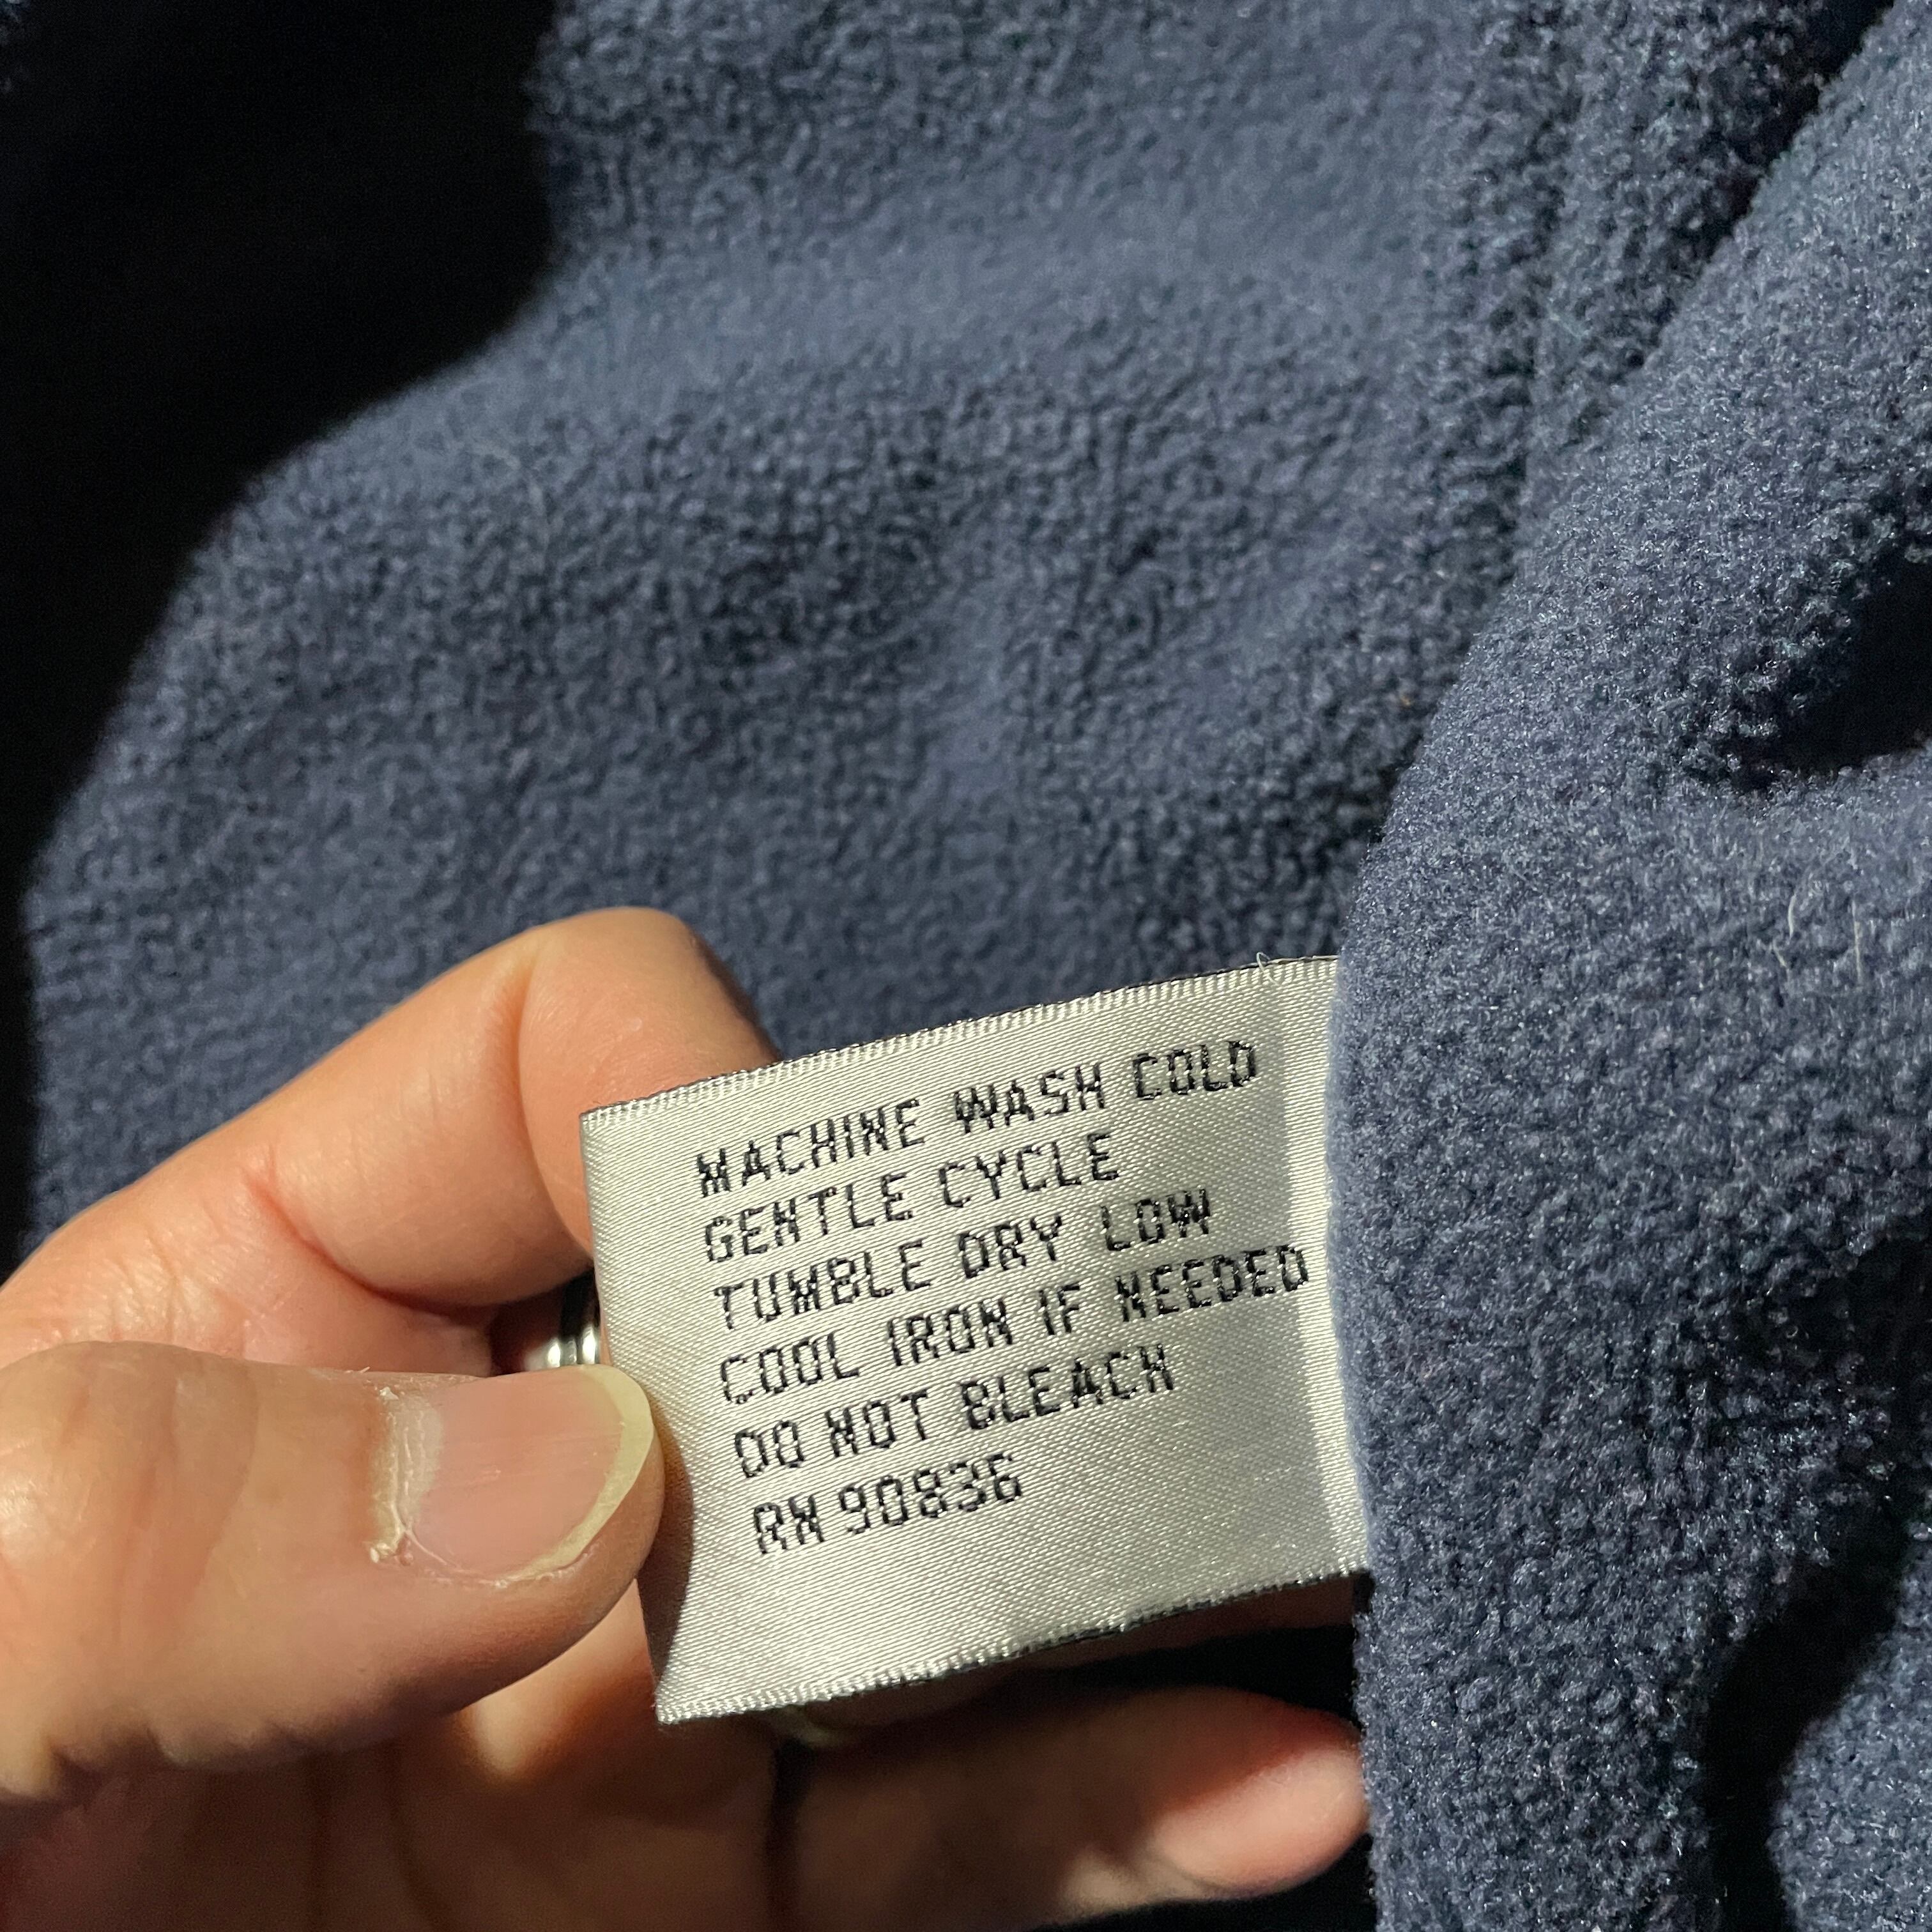 MACHINE WASH COLD
GENTLE CYCLE
TUMBLE DRY LOW
COOL IRON IF NEEDED
DO NOT BLEACH
RN 90836